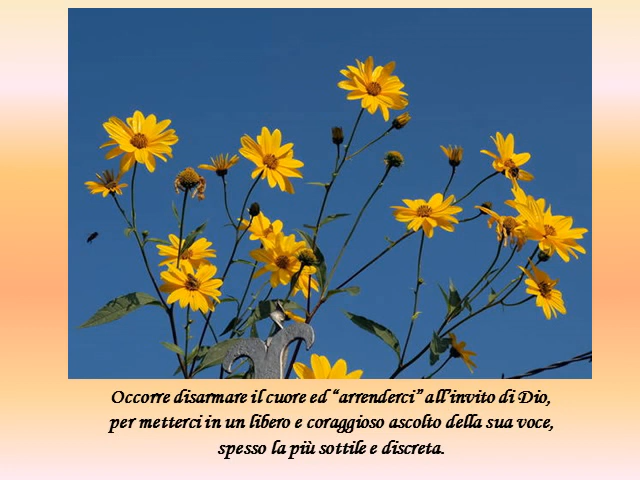 Occorre disarmare il cuore ed “arrenderci” all’invito di Dio,
per metterci in un libero e coraggioso ascolto della sua voce,
spesso la più sottile e discreta.